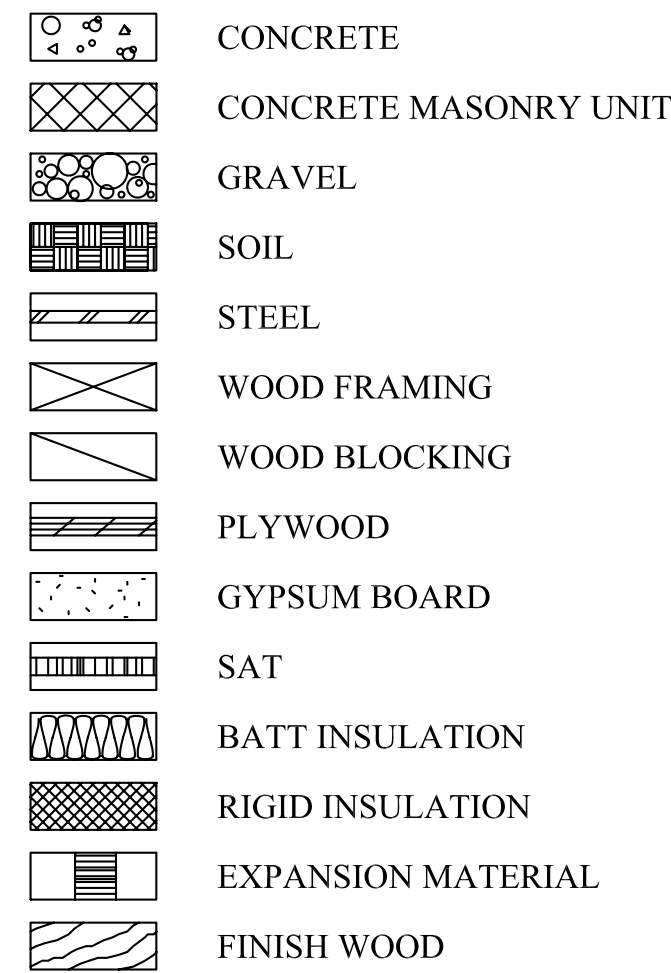 CONCRETE
CONCRETE MASONRY UNIT
GRAVEL
SOIL
STEEL
WOOD FRAMING
WOOD BLOCKING
PLYWOOD
GYPSUM BOARD
SAT
BATT INSULATION
RIGID INSULATION
EXPANSION MATERIAL
FINISH WOOD